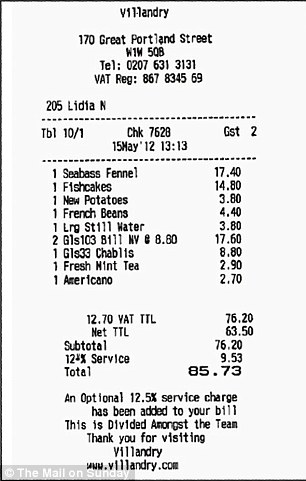 Villandry
170 Great Portland Street
W1W 5QB
Tel: 0207 631 3131
VAT Reg: 867 8345 69
205 Lidia N
Tbl 10/1 Chk 7628 Gst 2
15May'12 13:13
1 Seabass Fennel 17.40
1 Fishcakes 14.80
1 New Potatoes 3.80
1 French Beans 4.40
1 Lrg Still Water 3.80
2 Gls103 Bill NV @ 8.80 17.60
1 Gls33 Chablis 8.80
1 Fresh Mint Tea 2.90
1 Americano 2.70
12.70 VAT TTL 76.20
Net TTL 63.50
Subtotal 76.20
12½% Service 9.53
Total 85.73
An Optional 12.5% service charge
has been added to your bill
This is Divided Amongst the Team
Thank you for visiting
Villandry
www.villandry.com
© The Mail on Sunday